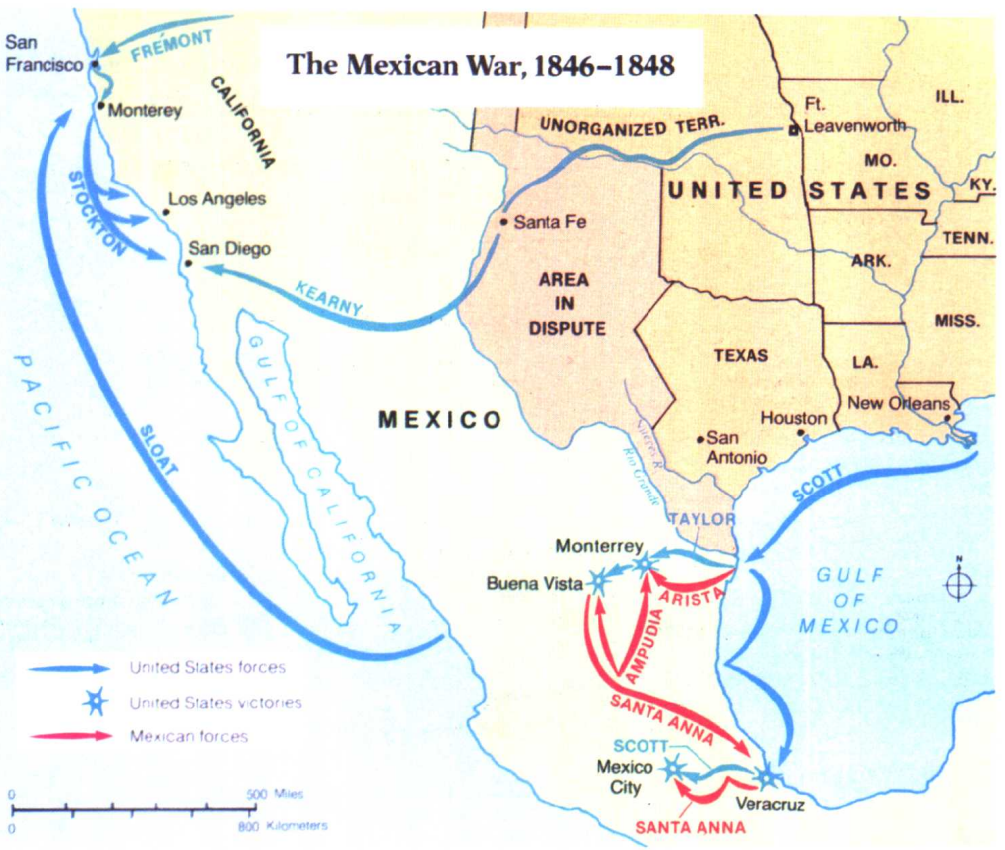 The Mexican War, 1846–1848
San
Francisco
FRÉMONT
Monterey
CALIFORNIA
STOCKTON
Los Angeles
San Diego
KEARNY
Santa Fe
UNORGANIZED TERR.
Ft.
Leavenworth
UNITED STATES
ILL.
MO.
KY.
TENN.
ARK.
MISS.
LA.
AREA
IN
DISPUTE
TEXAS
New Orleans
Houston
San
Antonio
Nueces R.
Rio Grande
MEXICO
PACIFIC OCEAN
SLOAT
GULF OF CALIFORNIA
SCOTT
TAYLOR
Monterrey
Buena Vista
ARISTA
AMPUDIA
SANTA ANNA
GULF
OF
MEXICO
N
SCOTT
Mexico
City
Veracruz
SANTA ANNA
United States forces
United States victories
Mexican forces
0 500 Miles
0 800 Kilometers